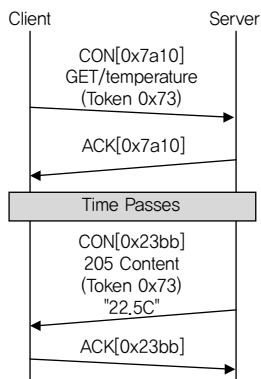 Client Server
CON[0x7a10]
GET/temperature
(Token 0x73)
ACK[0x7a10]
Time Passes
CON[0x23bb]
205 Content
(Token 0x73)
"22.5C"
ACK[0x23bb]